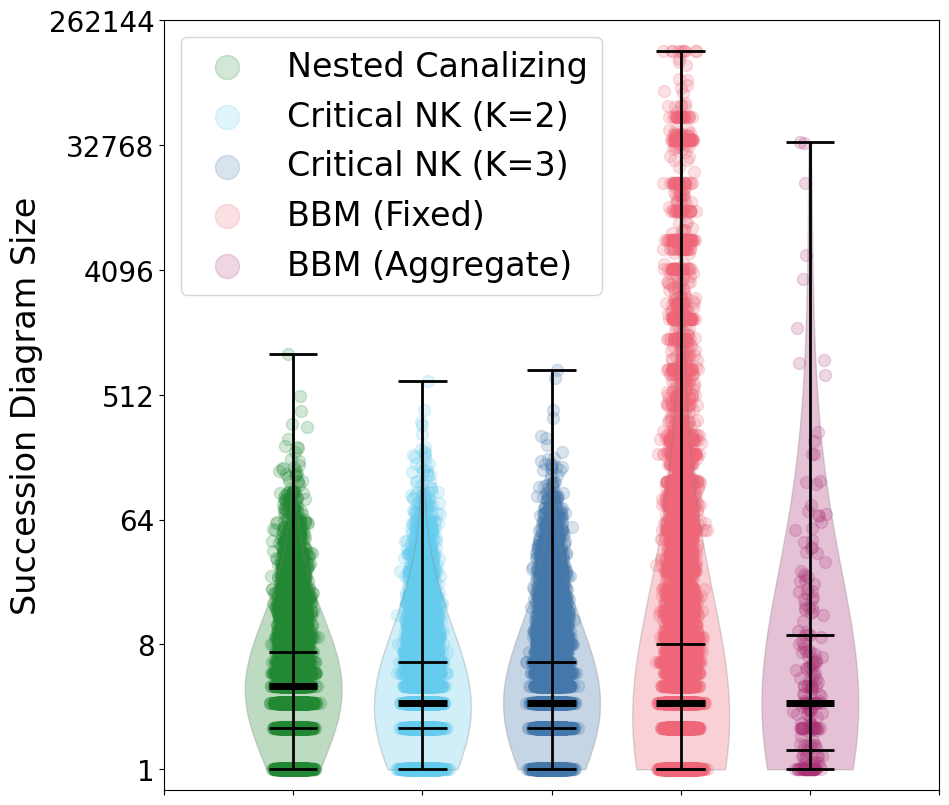 262144
32768
4096
512
64
8
1
Succession Diagram Size
Nested Canalizing
Critical NK (K=2)
Critical NK (K=3)
BBM (Fixed)
BBM (Aggregate)